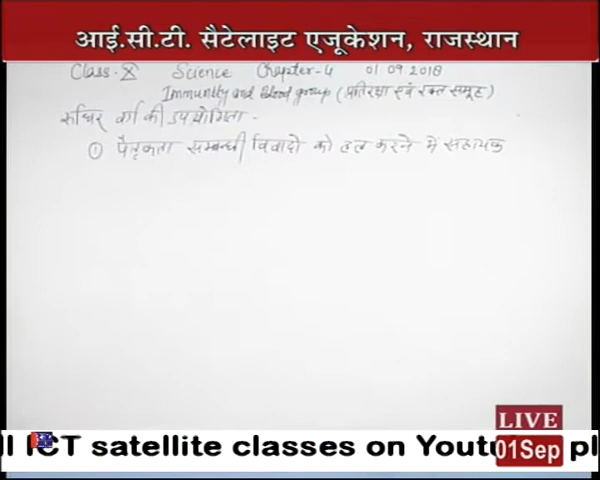 आई.सी.टी. सैटेलाइट एजूकेशन, राजस्थान
Class-X Science Chapter-4 01 09 2018
Immunity and Blood group (प्रतिरक्षा एवं रक्त समूह)
रूधिर वर्ग की उपयोगिता -
① पैतृकता सम्बन्धी विवादो को हल करने में सहायक
LIVE
ICT satellite classes on Youtu
01Sep